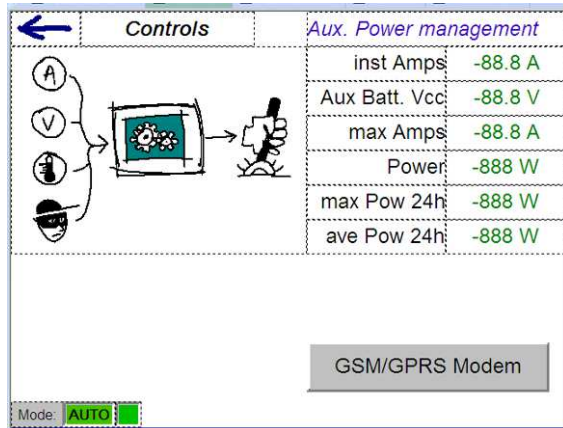 Controls
Aux. Power management
inst Amps -88.8 A
A
Aux Batt. Vcc -88.8 V
V
max Amps -88.8 A
Power -888 W
max Pow 24h -888 W
ave Pow 24h -888 W
GSM/GPRS Modem
Mode: AUTO